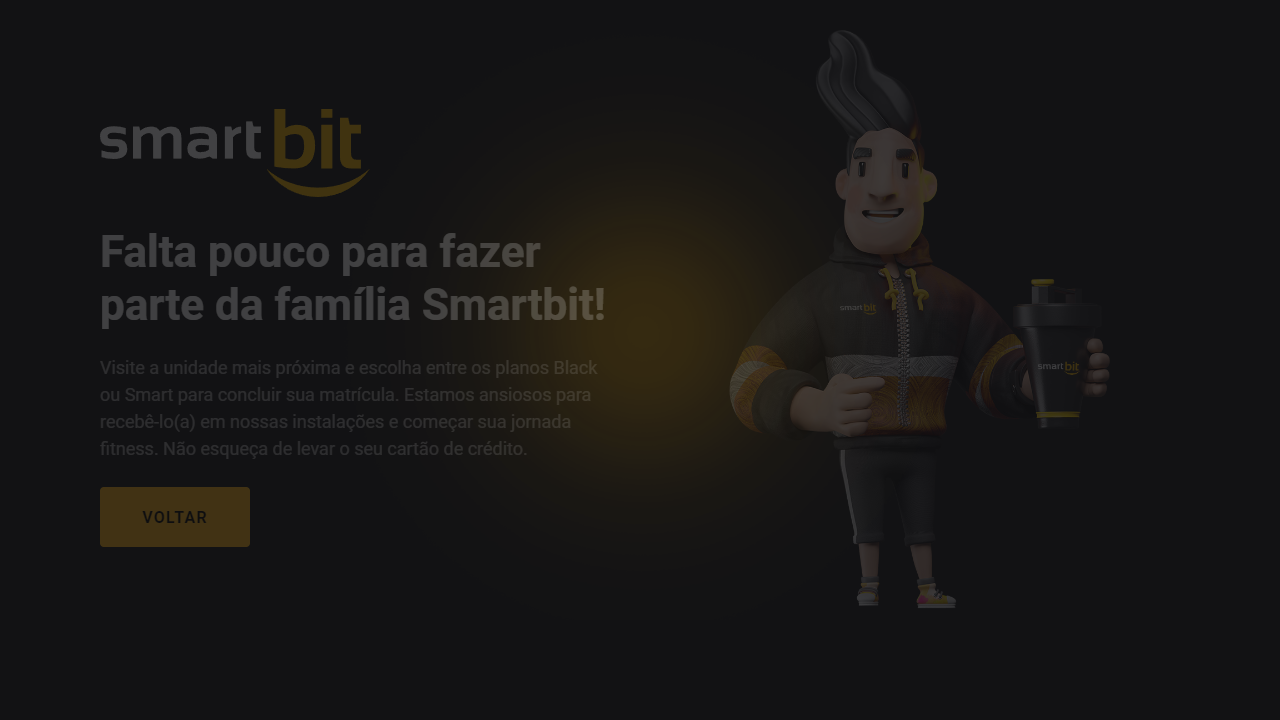 smartbit
Falta pouco para fazer
parte da família Smartbit!
Visite a unidade mais próxima e escolha entre os planos Black
ou Smart para concluir sua matrícula. Estamos ansiosos para
recebê-lo(a) em nossas instalações e começar sua jornada
fitness. Não esqueça de levar o seu cartão de crédito.
VOLTAR
smartbit
smartbit